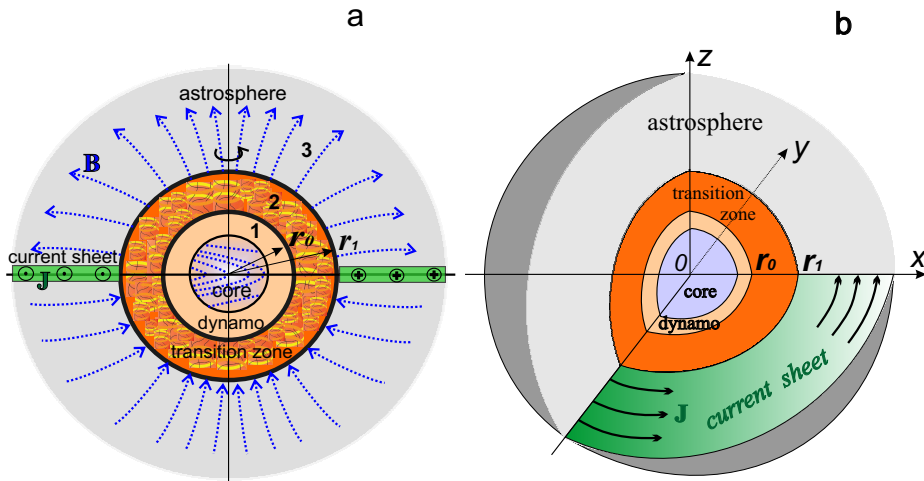 a
astrosphere
B
3
2
1
r0
r1
current sheet
J
core
dynamo
transition zone
b
z
astrosphere
y
transition
zone
0
r0
r1
x
core
dynamo
J
current sheet